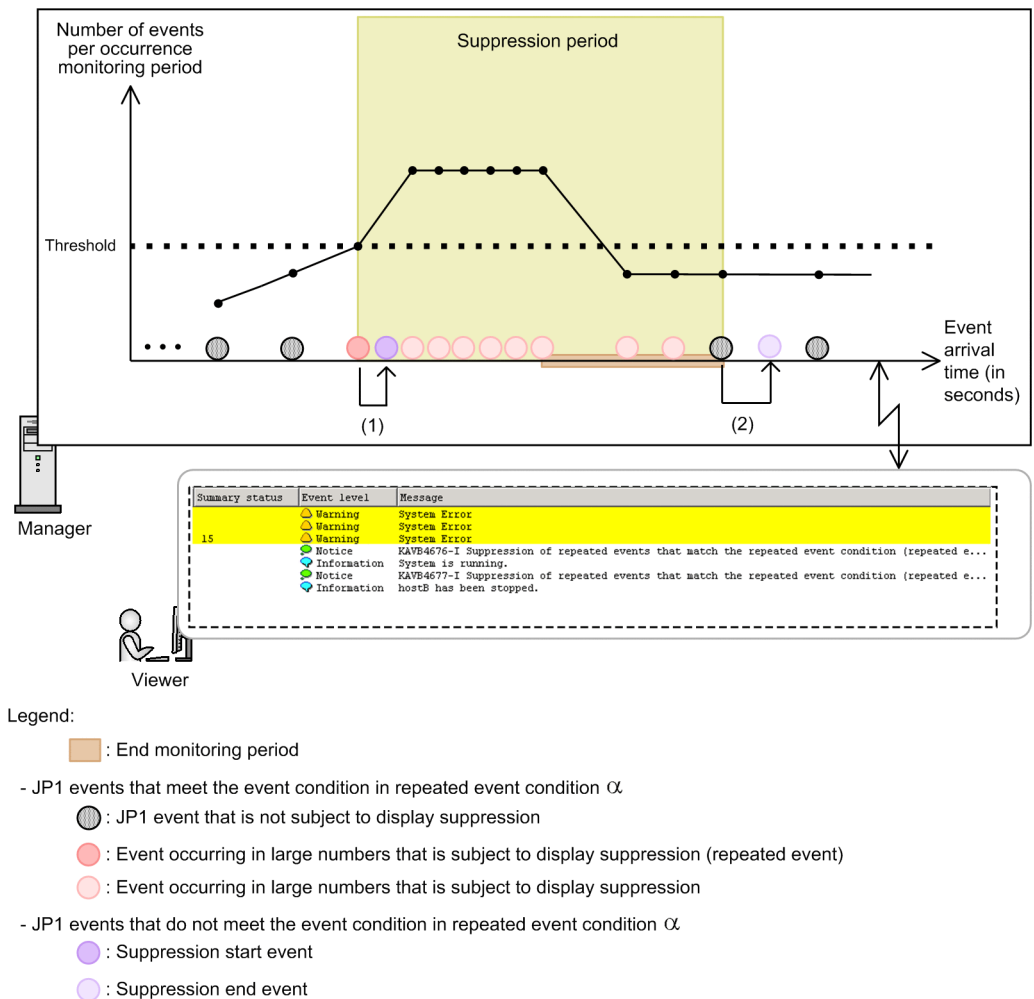 Number of events
per occurrence
monitoring period
Suppression period
Threshold
• • •
Event
arrival
time (in
seconds)
(1)
(2)
Manager
Summary status Event level Message
Warning System Error
Warning System Error
15 Warning System Error
Notice KAVB4676-I Suppression of repeated events that match the repeated event condition (repeated e...
Information System is running.
Notice KAVB4677-I Suppression of repeated events that match the repeated event condition (repeated e...
Information hostB has been stopped.
Viewer
Legend:
: End monitoring period
- JP1 events that meet the event condition in repeated event condition α
: JP1 event that is not subject to display suppression
: Event occurring in large numbers that is subject to display suppression (repeated event)
: Event occurring in large numbers that is subject to display suppression
- JP1 events that do not meet the event condition in repeated event condition α
: Suppression start event
: Suppression end event